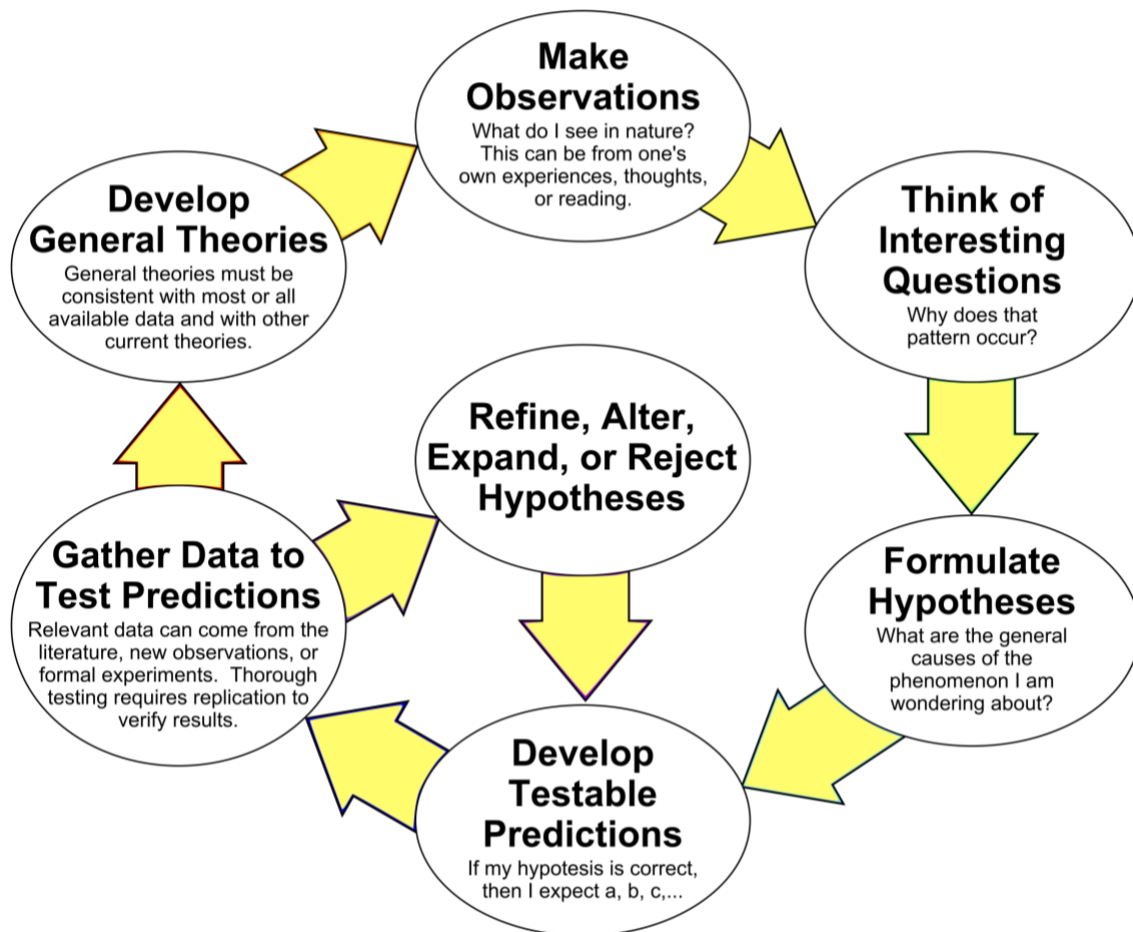 Make
Observations
What do I see in nature?
This can be from one's
own experiences, thoughts,
or reading.
Think of
Interesting
Questions
Why does that
pattern occur?
Formulate
Hypotheses
What are the general
causes of the
phenomenon I am
wondering about?
Develop
Testable
Predictions
If my hypotesis is correct,
then I expect a, b, c,...
Gather Data to
Test Predictions
Relevant data can come from the
literature, new observations, or
formal experiments.  Thorough
testing requires replication to
verify results.
Refine, Alter,
Expand, or Reject
Hypotheses
Develop
General Theories
General theories must be
consistent with most or all
available data and with other
current theories.